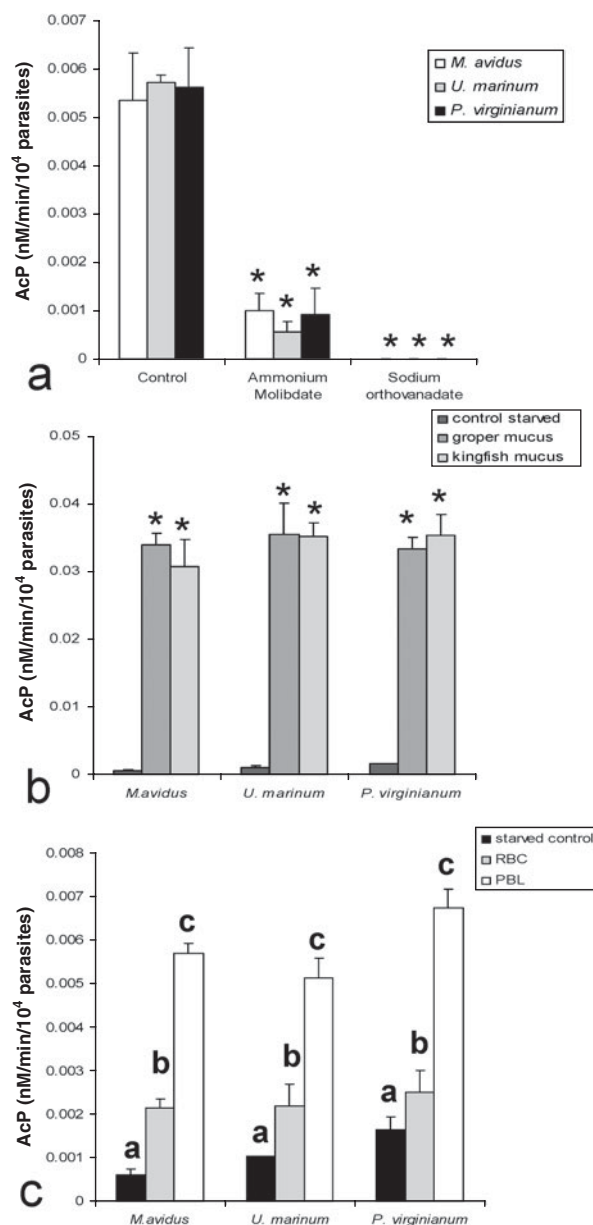 0.007
0.006
0.005
0.004
0.003
0.002
0.001
0
AcP (nM/min/10⁴ parasites)
M. avidus
U. marinum
P. virginianum
* * *
* * *
Control
Ammonium
Molibdate
Sodium
orthovanadate
a
control starved
groper mucus
kingfish mucus
0.05
0.04
0.03
0.02
0.01
0
AcP (nM/min/10⁴ parasites)
* *
* *
* *
M.avidus
U. marinum
P. virginianum
b
starved control
RBC
PBL
0.008
0.007
0.006
0.005
0.004
0.003
0.002
0.001
0
AcP (nM/min/10⁴ parasites)
a b c
a b c
a b c
M.avidus
U. marinum
P. virginianum
c